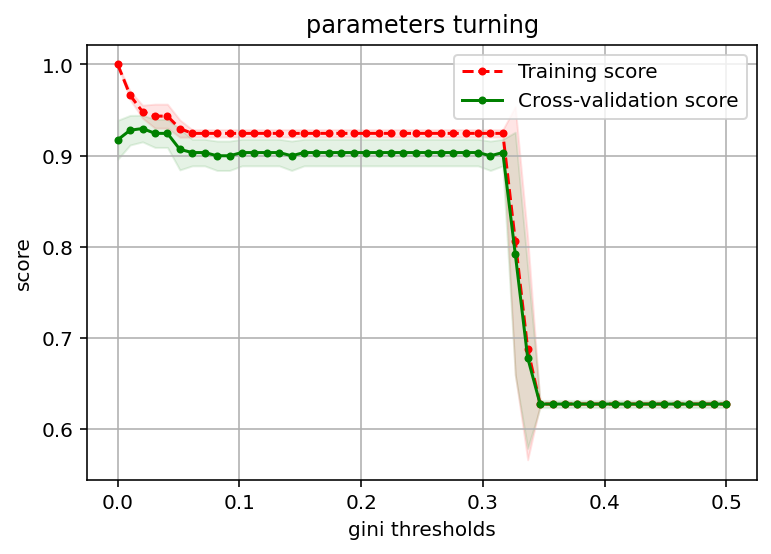 parameters turning
Training score
Cross-validation score
1.0
0.9
0.8
0.7
0.6
score
0.0 0.1 0.2 0.3 0.4 0.5
gini thresholds